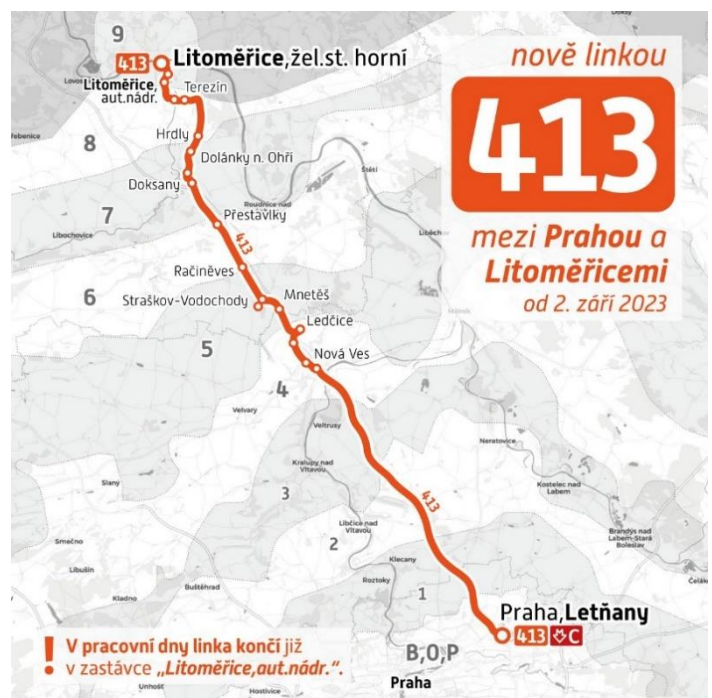 9
413 Litoměřice,žel.st. horní
Lovos
Litoměřice,
aut.nádr.
Terezín
Hrdly
8
Dolánky n. Ohří
Doksany
Štětí
Roudnice nad
7
Libochovice
Přestavlky
413
Račiněves
6
Straškov-Vodochody
Mnetěš
Ledčice
5
Nová Ves
4
Velvary
Veltrusy
Neratovice
Kralupy nad
Vltavou
413
Slaný
3
Kostelec nad
Labem
Libčice nad
Vltavou
2
Brandýs nad
Labem-Stará
Boleslav
Smečno
Klecany
Libušín
Roztoky
Buštěhrad
Kladno
1
Čelák
Praha,Letňany
413 C
B,0,P
Praha
Unhošť
Hostivice
nově linkou
413
mezi Prahou a
Litoměřicemi
od 2. září 2023
! V pracovní dny linka končí již
v zastávce „Litoměřice,aut.nádr.“.